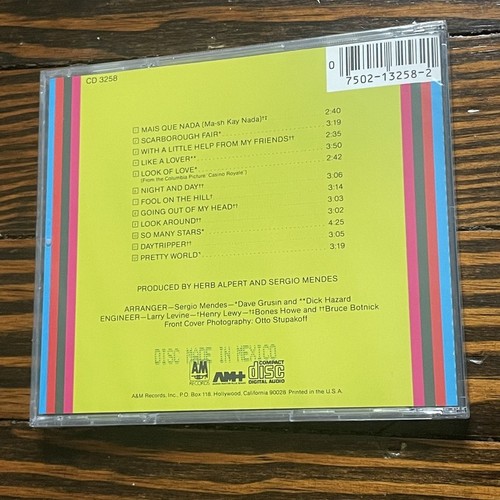 CD 3258
0
7502-13258-2
MAIS QUE NADA (Ma-sh Kay Nada)†† 2:40
SCARBOROUGH FAIR* 3:19
WITH A LITTLE HELP FROM MY FRIENDS†† 2:35
LIKE A LOVER** 3:50
LOOK OF LOVE* 2:42
(From the Columbia Picture "Casino Royale")
NIGHT AND DAY†† 3:06
FOOL ON THE HILL† 3:14
GOING OUT OF MY HEAD†† 3:03
LOOK AROUND†† 3:02
SO MANY STARS* 4:25
DAYTRIPPER†† 3:05
PRETTY WORLD* 3:19
PRODUCED BY HERB ALPERT AND SERGIO MENDES
ARRANGER—Sergio Mendes—*Dave Grusin and **Dick Hazard
ENGINEER—Larry Levine—†Henry Lewy—‡Bones Howe and ††Bruce Botnick
Front Cover Photography: Otto Stupakoff
DISC MADE IN MEXICO
A&M RECORDS
AM+
COMPACT disc DIGITAL AUDIO
A&M Records, Inc., P.O. Box 118, Hollywood, California 90028 Printed in the U.S.A.